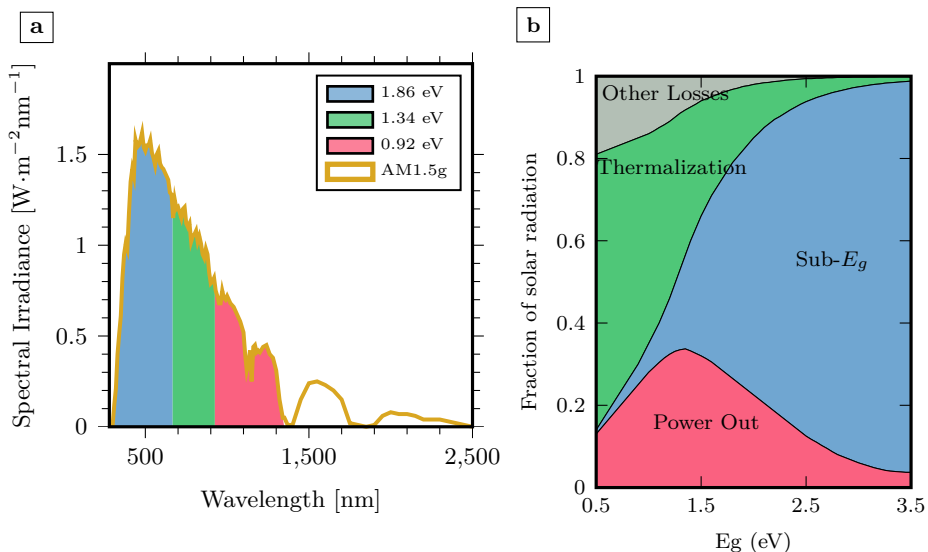 a
Spectral Irradiance [W·m−2nm−1]
1.5
1
0.5
0
500
1,500
2,500
Wavelength [nm]
1.86 eV
1.34 eV
0.92 eV
AM1.5g
b
Fraction of solar radiation
1
0.8
0.6
0.4
0.2
0
0.5
1.5
2.5
3.5
Eg (eV)
Other Losses
Thermalization
Sub-Eg
Power Out